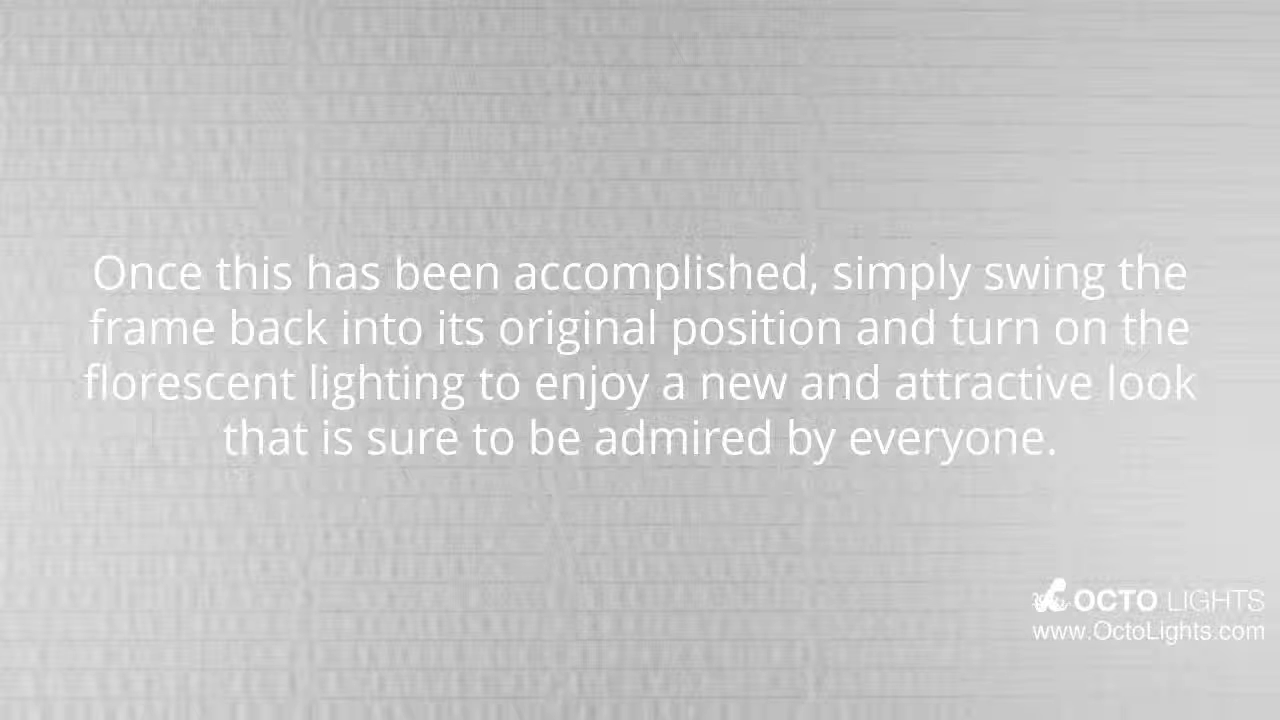 Once this has been accomplished, simply swing the
frame back into its original position and turn on the
florescent lighting to enjoy a new and attractive look
that is sure to be admired by everyone.
OCTO LIGHTS
www.OctoLights.com